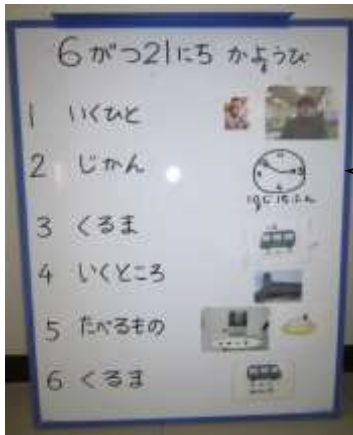 6がつ21にち かようび
1 いくひと
2 じかん
3 くるま
4 いくところ
5 たべるもの
6 くるま